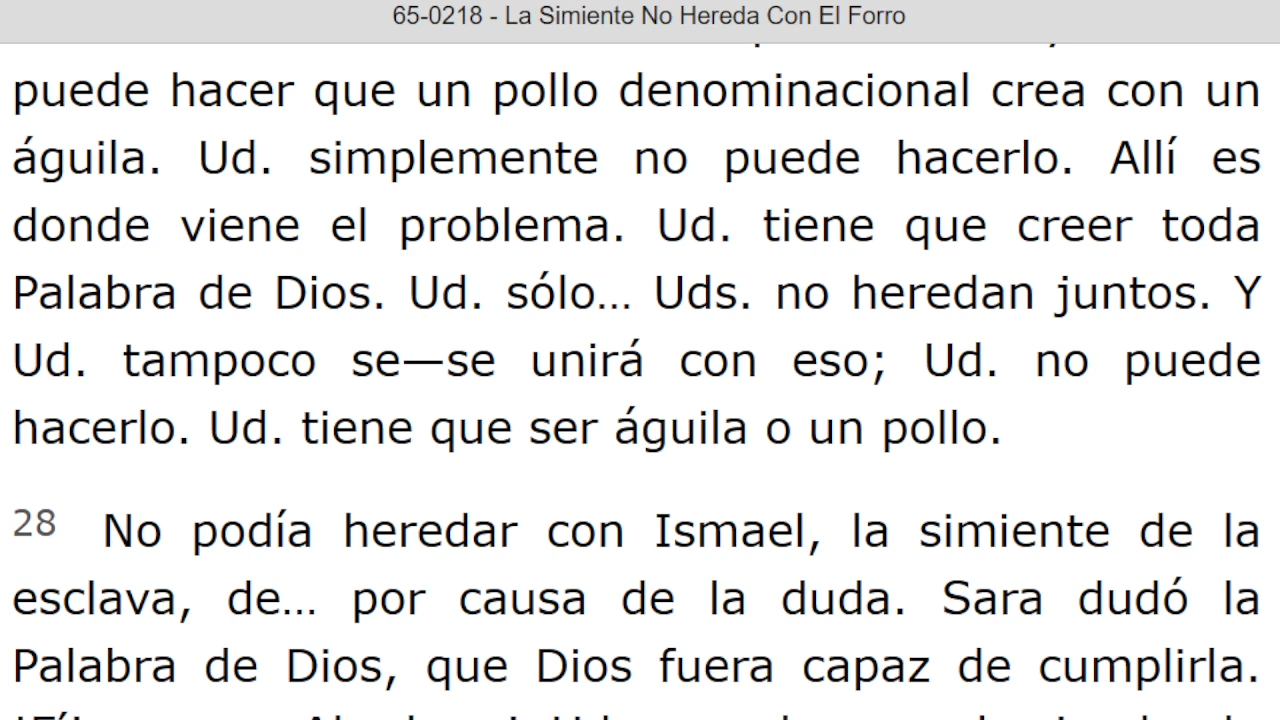 65-0218 - La Simiente No Hereda Con El Forro
puede hacer que un pollo denominacional crea con un
águila. Ud. simplemente no puede hacerlo. Allí es
donde viene el problema. Ud. tiene que creer toda
Palabra de Dios. Ud. sólo… Uds. no heredan juntos. Y
Ud. tampoco se—se unirá con eso; Ud. no puede
hacerlo. Ud. tiene que ser águila o un pollo.
28 No podía heredar con Ismael, la simiente de la
esclava, de… por causa de la duda. Sara dudó la
Palabra de Dios, que Dios fuera capaz de cumplirla.